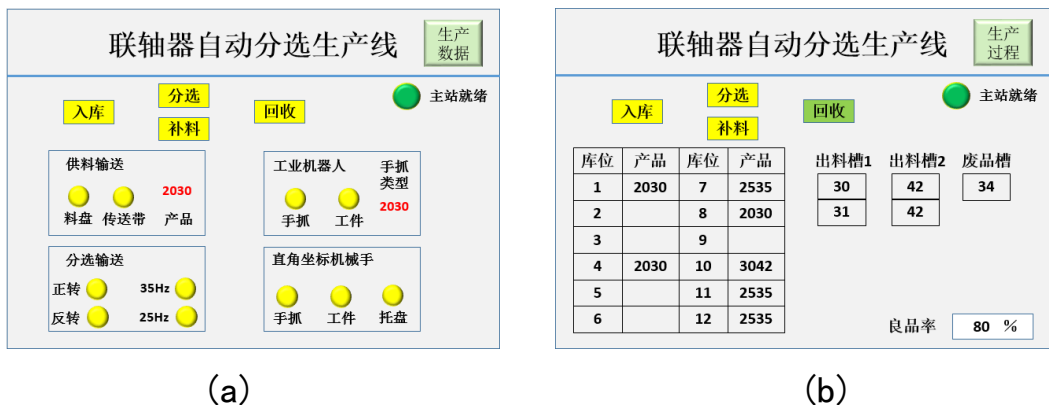 联轴器自动分选生产线
生产
数据
主站就绪
入库
分选
补料
回收
供料输送
2030
料盘 传送带 产品
工业机器人
手抓
类型
2030
手抓 工件
分选输送
正转 35Hz
反转 25Hz
直角坐标机械手
手抓 工件 托盘
(a)
联轴器自动分选生产线
生产
过程
主站就绪
入库
分选
补料
回收
库位 产品 库位 产品
1 2030 7 2535
2 8 2030
3 9
4 2030 10 3042
5 11 2535
6 12 2535
出料槽1 出料槽2 废品槽
30 42 34
31 42
良品率 80 %
(b)